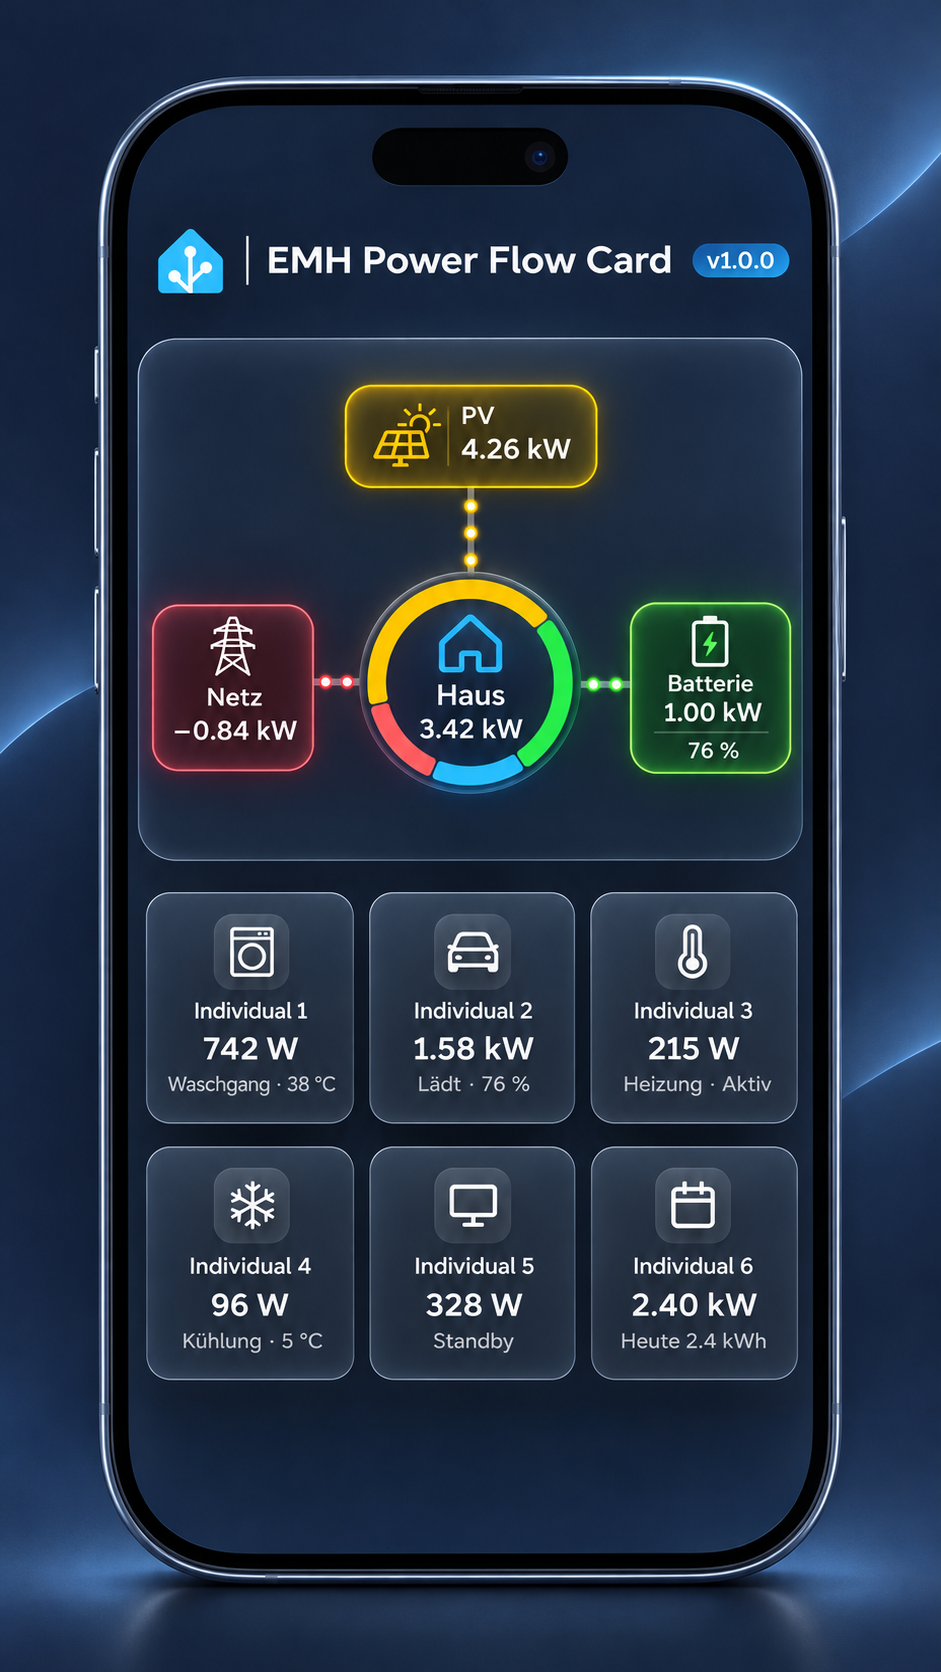 EMH Power Flow Card v1.0.0
PV
4.26 kW
Netz
−0.84 kW
Haus
3.42 kW
Batterie
1.00 kW
76 %
Individual 1
742 W
Waschgang · 38 °C
Individual 2
1.58 kW
Lädt · 76 %
Individual 3
215 W
Heizung · Aktiv
Individual 4
96 W
Kühlung · 5 °C
Individual 5
328 W
Standby
Individual 6
2.40 kW
Heute 2.4 kWh